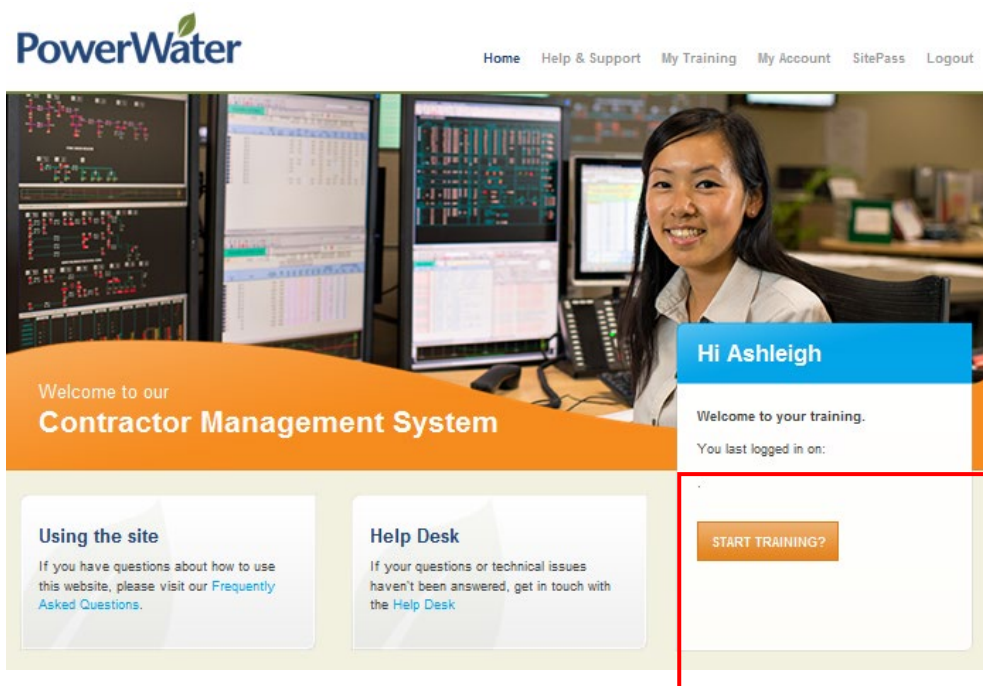 PowerWater
Home Help & Support My Training My Account SitePass Logout
Welcome to our
Contractor Management System
Hi Ashleigh
Welcome to your training.
You last logged in on:
.
START TRAINING?
Using the site
If you have questions about how to use
this website, please visit our Frequently
Asked Questions.
Help Desk
If your questions or technical issues
haven't been answered, get in touch with
the Help Desk